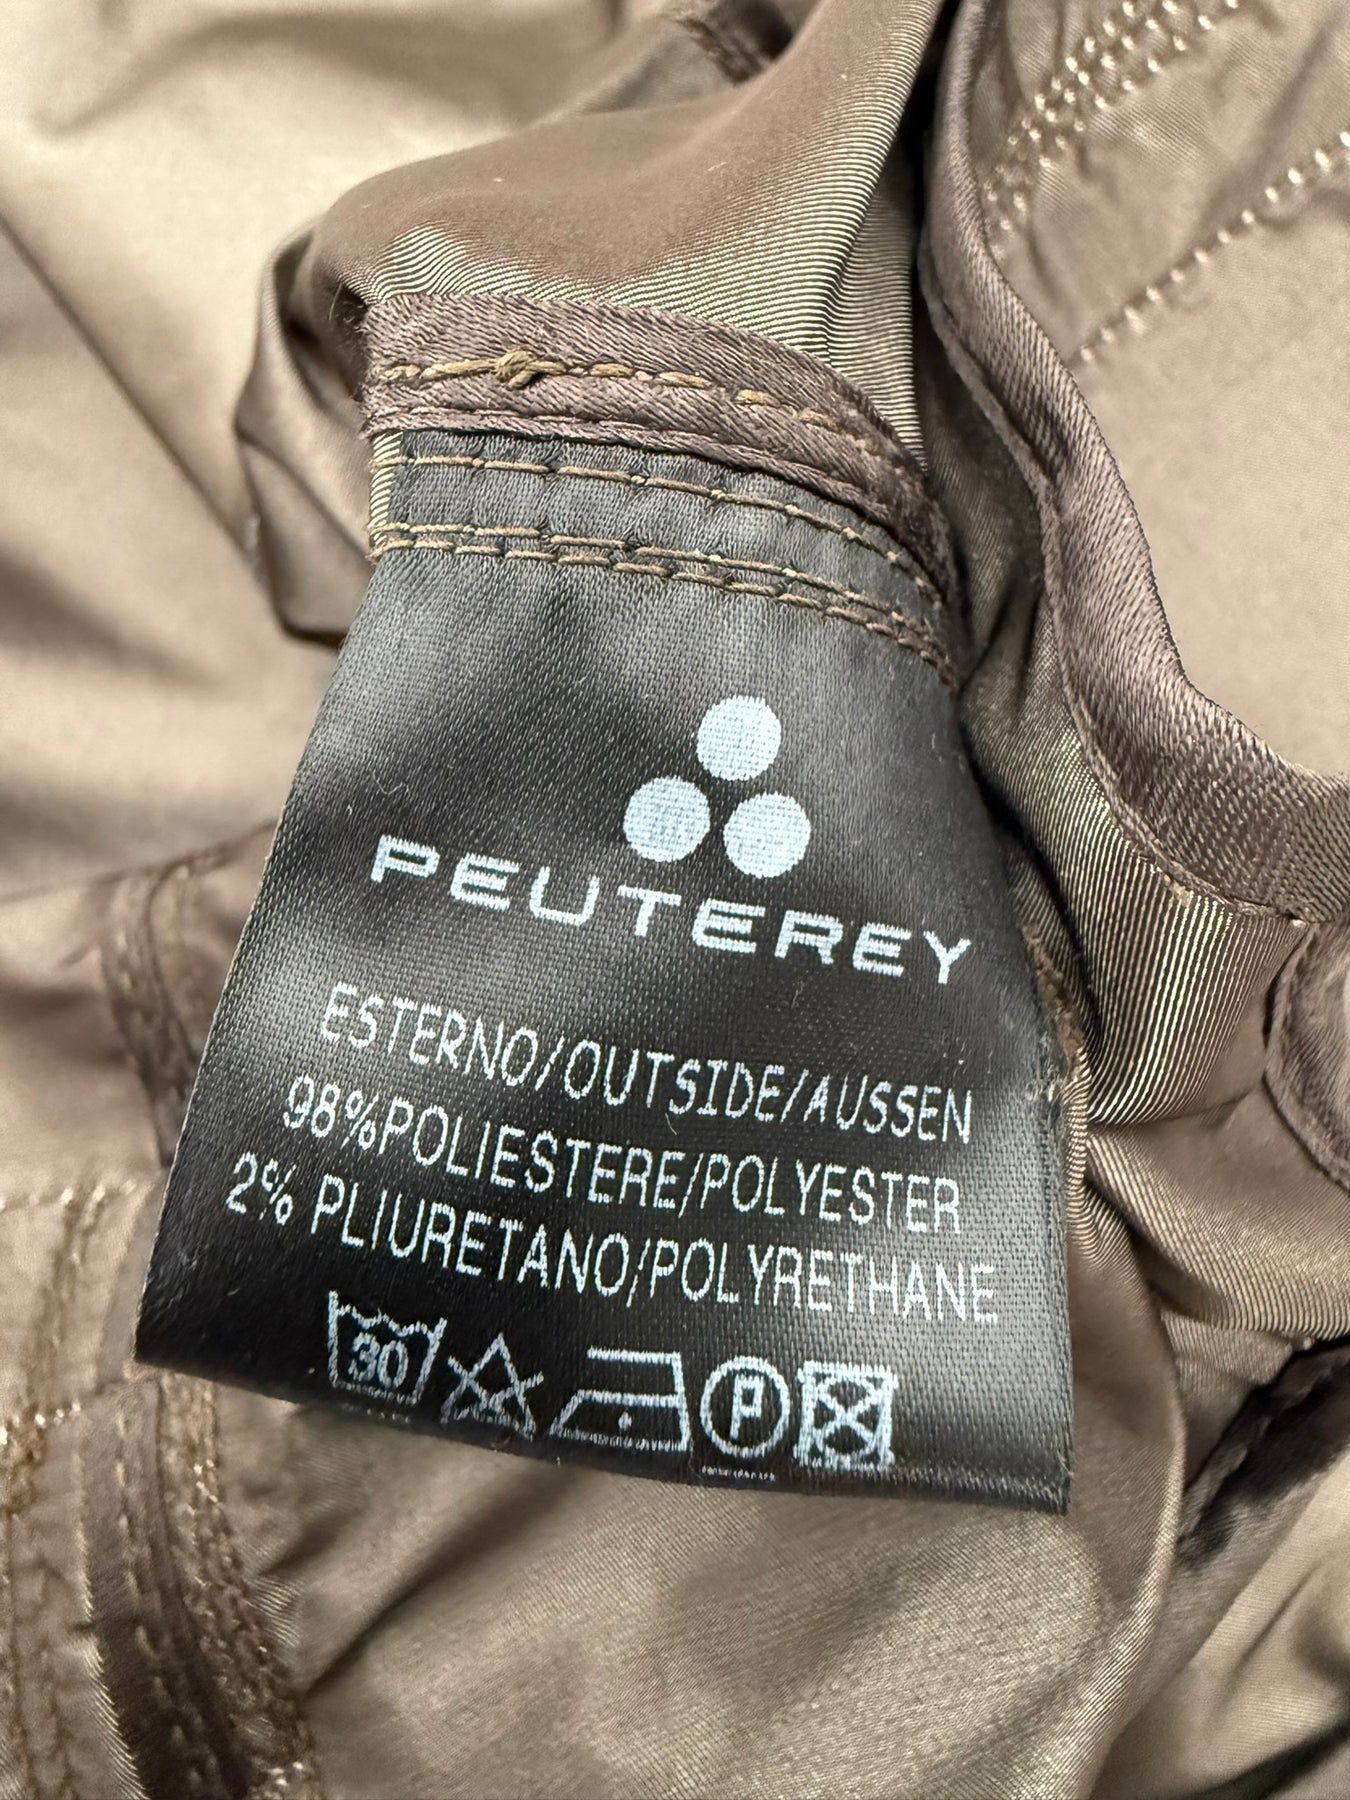 PEUTEREY
ESTERNO/OUTSIDE/AUSSEN
98%POLIESTERE/POLYESTER
2% PLIURETANO/POLYRETHANE
30 P